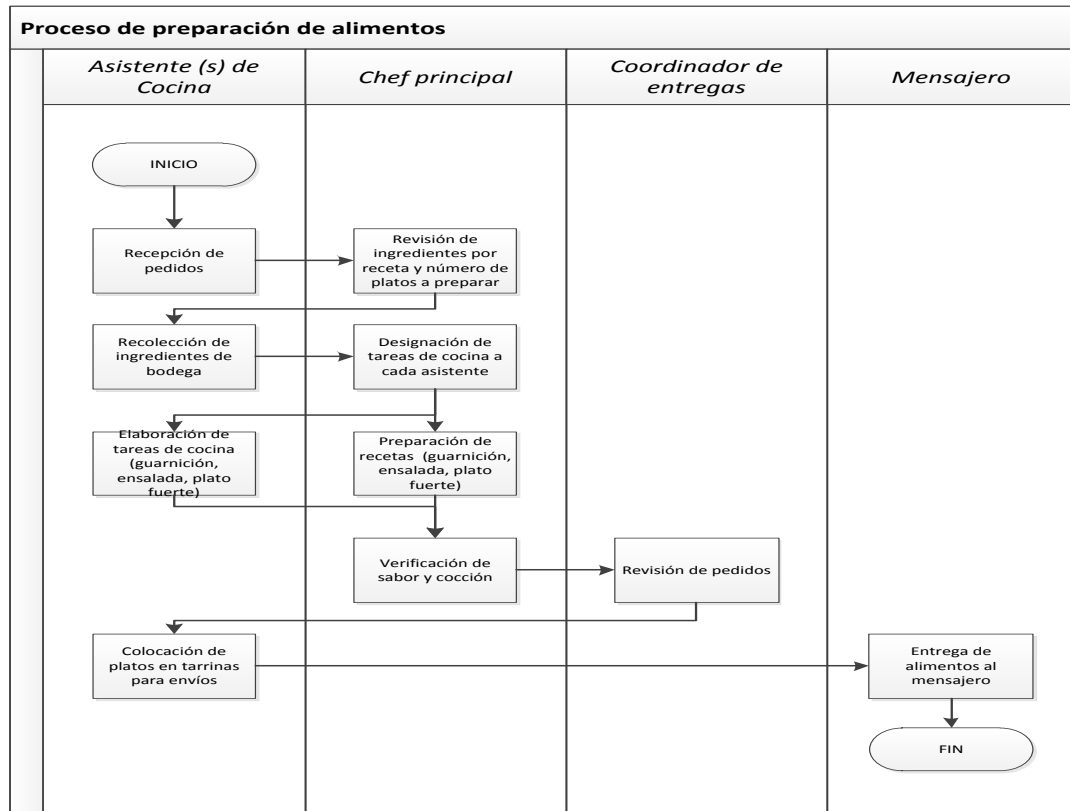 Proceso de preparación de alimentos
Asistente (s) de
Cocina
Chef principal
Coordinador de
entregas
Mensajero
INICIO
Recepción de
pedidos
Revisión de
ingredientes por
receta y número de
platos a preparar
Recolección de
ingredientes de
bodega
Designación de
tareas de cocina a
cada asistente
Elaboración de
tareas de cocina
(guarnición,
ensalada, plato
fuerte)
Preparación de
recetas (guarnición,
ensalada, plato
fuerte)
Verificación de
sabor y cocción
Revisión de pedidos
Colocación de
platos en tarrinas
para envíos
Entrega de
alimentos al
mensajero
FIN